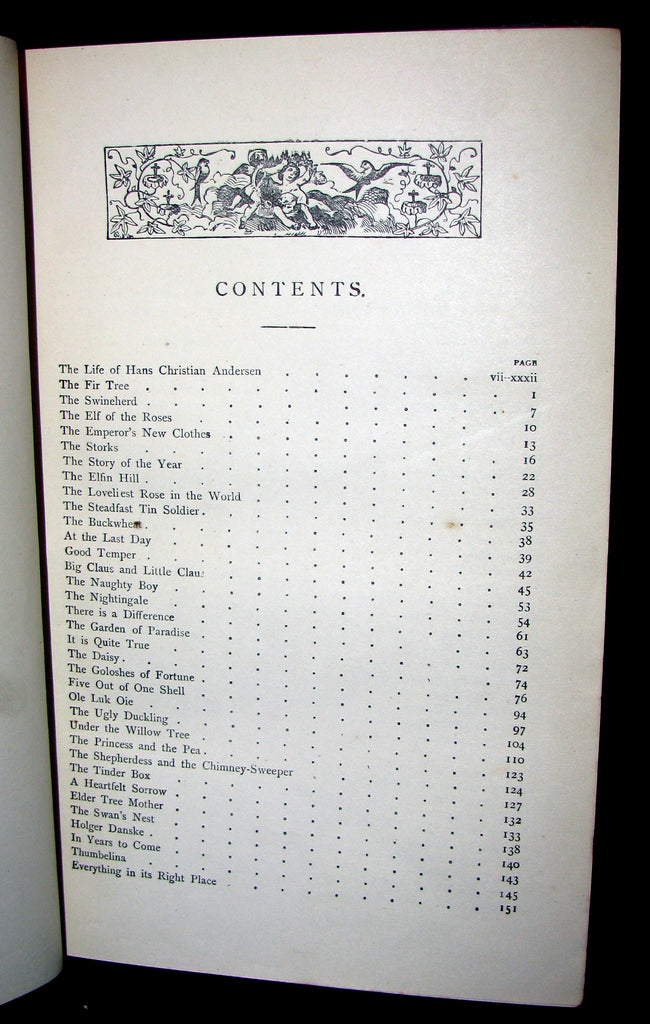 CONTENTS.
PAGE
The Life of Hans Christian Andersen . . . . . . vii-xxxii
The Fir Tree 1
The Swineherd 7
The Elf of the Roses 10
The Emperor's New Clothes 13
The Storks 16
The Story of the Year 22
The Elfin Hill 28
The Loveliest Rose in the World 33
The Steadfast Tin Soldier 35
The Buckwheat 38
At the Last Day 39
Good Temper 42
Big Claus and Little Claus 45
The Naughty Boy 53
The Nightingale 54
There is a Difference 61
The Garden of Paradise 63
It is Quite True 72
The Daisy 74
The Goloshes of Fortune 76
Five Out of One Shell 94
Ole Luk Oie 97
The Ugly Duckling 104
Under the Willow Tree 110
The Princess and the Pea 123
The Shepherdess and the Chimney-Sweeper 124
The Tinder Box 127
A Heartfelt Sorrow 132
Elder Tree Mother 133
The Swan's Nest 138
Holger Danske 140
In Years to Come 143
Thumbelina 145
Everything in its Right Place 151